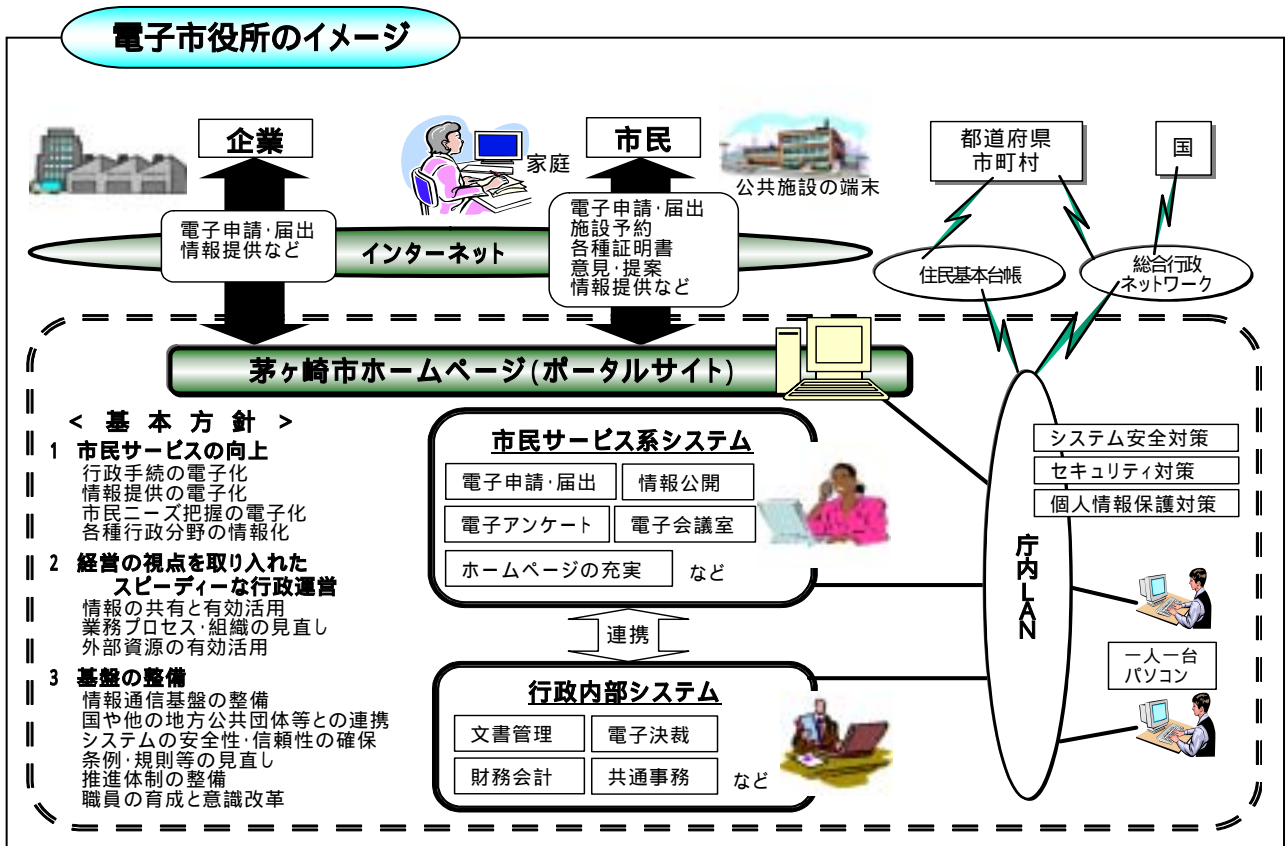 電子市役所のイメージ
企業
市民
家庭
公共施設の端末
都道府県
市町村
国
電子申請・届出
情報提供など
インターネット
電子申請・届出
施設予約
各種証明書
意見・提案
情報提供など
住民基本台帳
総合行政
ネットワーク
茅ヶ崎市ホームページ(ポータルサイト)
< 基 本 方 針 >
1 市民サービスの向上
行政手続の電子化
情報提供の電子化
市民ニーズ把握の電子化
各種行政分野の情報化
2 経営の視点を取り入れた
スピーディーな行政運営
情報の共有と有効活用
業務プロセス・組織の見直し
外部資源の有効活用
3 基盤の整備
情報通信基盤の整備
国や他の地方公共団体等との連携
システムの安全性・信頼性の確保
条例・規則等の見直し
推進体制の整備
職員の育成と意識改革
市民サービス系システム
電子申請・届出
情報公開
電子アンケート
電子会議室
ホームページの充実
など
連携
行政内部システム
文書管理
電子決裁
財務会計
共通事務
など
庁内LAN
システム安全対策
セキュリティ対策
個人情報保護対策
一人一台
パソコン